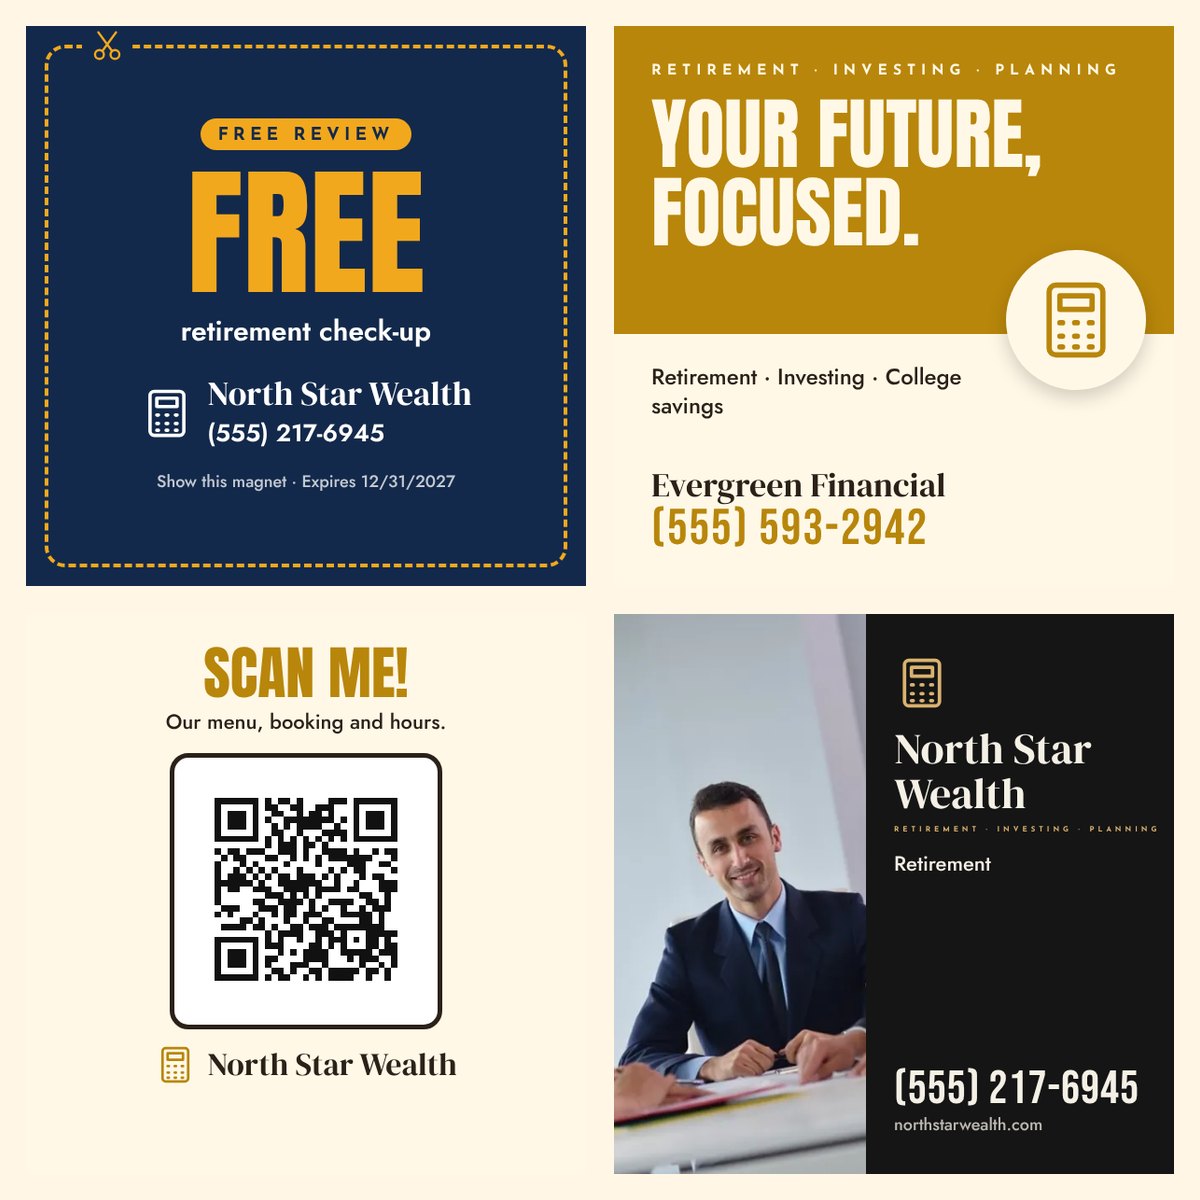 FREE REVIEW
FREE
retirement check-up
North Star Wealth
(555) 217-6945
Show this magnet · Expires 12/31/2027
RETIREMENT · INVESTING · PLANNING
YOUR FUTURE,
FOCUSED.
Retirement · Investing · College
savings
Evergreen Financial
(555) 593-2942
SCAN ME!
Our menu, booking and hours.
North Star Wealth
North Star
Wealth
RETIREMENT · INVESTING · PLANNING
Retirement
(555) 217-6945
northstarwealth.com